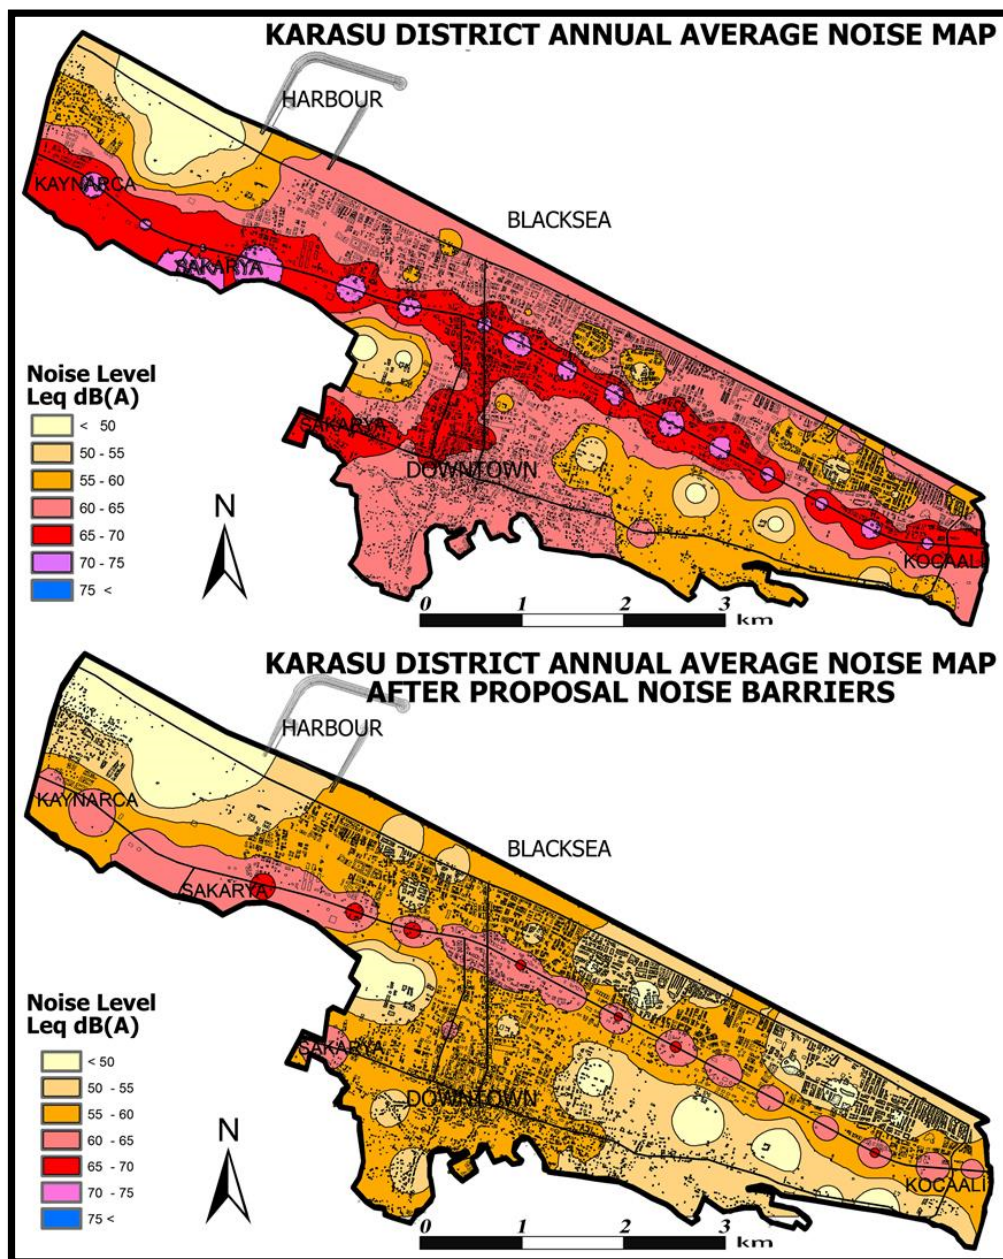 KARASU DISTRICT ANNUAL AVERAGE NOISE MAP
HARBOUR
KAYNARCA
BLACKSEA
SAKARYA
Noise Level
Leq dB(A)
< 50
50 - 55
55 - 60
60 - 65
65 - 70
70 - 75
75 <
SAKARYA
DOWNTOWN
N
KOCAALİ
0 1 2 3
km
KARASU DISTRICT ANNUAL AVERAGE NOISE MAP
AFTER PROPOSAL NOISE BARRIERS
HARBOUR
KAYNARCA
BLACKSEA
SAKARYA
Noise Level
Leq dB(A)
< 50
50 - 55
55 - 60
60 - 65
65 - 70
70 - 75
75 <
SAKARYA
DOWNTOWN
N
KOCAALİ
0 1 2 3
km